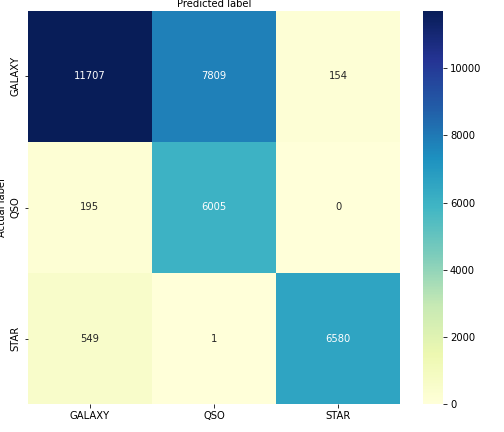 Predicted label
GALAXY 11707 7809 154
QSO 195 6005 0
STAR 549 1 6580
GALAXY QSO STAR
Actual label
10000
8000
6000
4000
2000
0